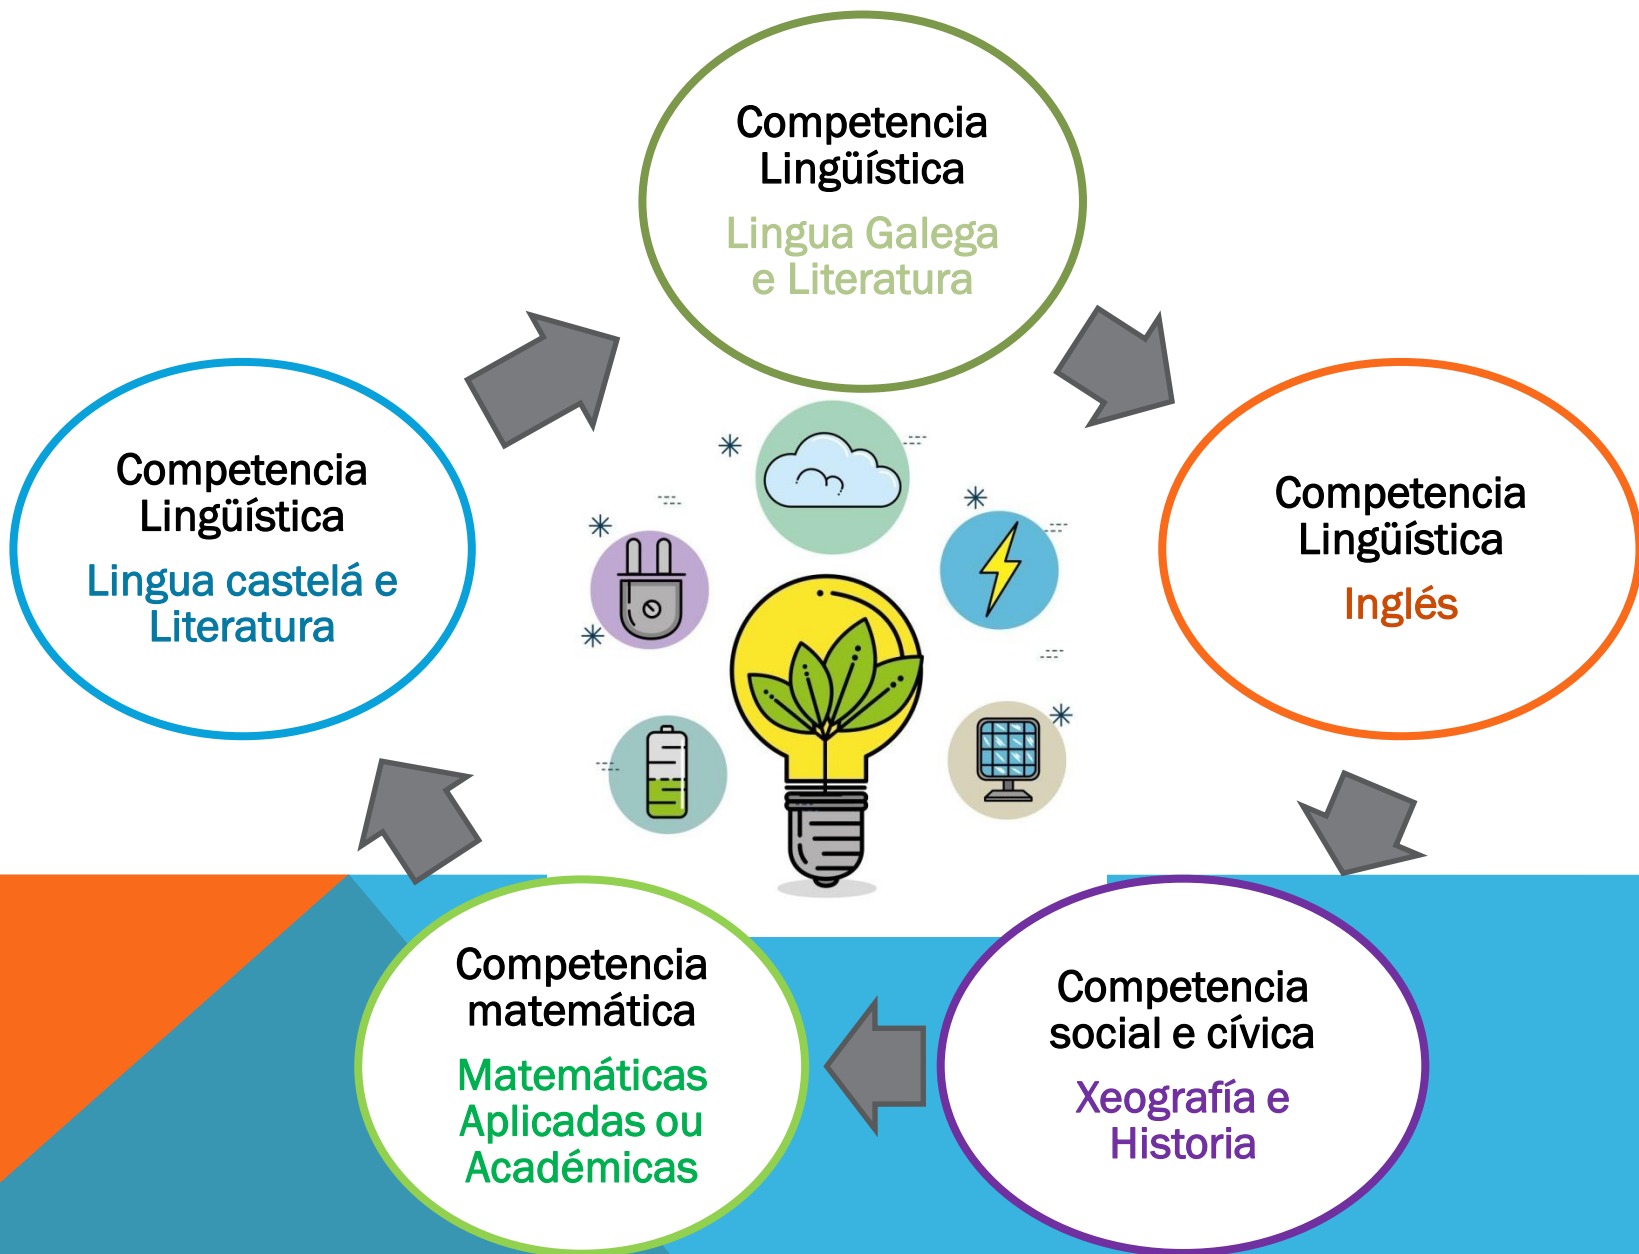 Competencia
Lingüística
Lingua Galega
e Literatura
Competencia
Lingüística
Inglés
Competencia
social e cívica
Xeografía e
Historia
Competencia
matemática
Matemáticas
Aplicadas ou
Académicas
Competencia
Lingüística
Lingua castelá e
Literatura